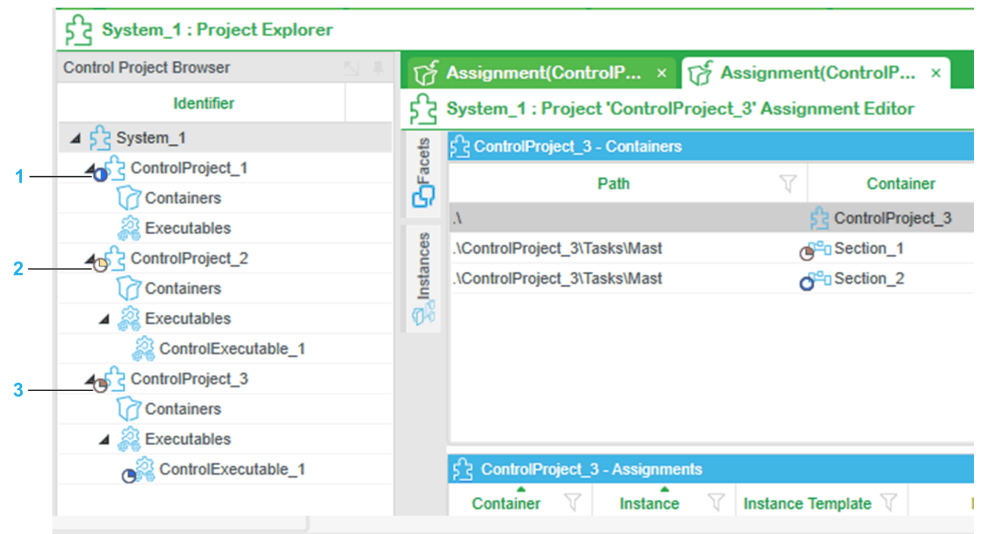 System_1 : Project Explorer
Control Project Browser
Identifier
System_1
1
ControlProject_1
Containers
Executables
2
ControlProject_2
Containers
Executables
ControlExecutable_1
3
ControlProject_3
Containers
Executables
ControlExecutable_1
Assignment(ControlP... ×
Assignment(ControlP... ×
System_1 : Project 'ControlProject_3' Assignment Editor
Facets
Instances
ControlProject_3 - Containers
Path Container
.\ ControlProject_3
.\ControlProject_3\Tasks\Mast Section_1
.\ControlProject_3\Tasks\Mast Section_2
ControlProject_3 - Assignments
Container Instance Instance Template